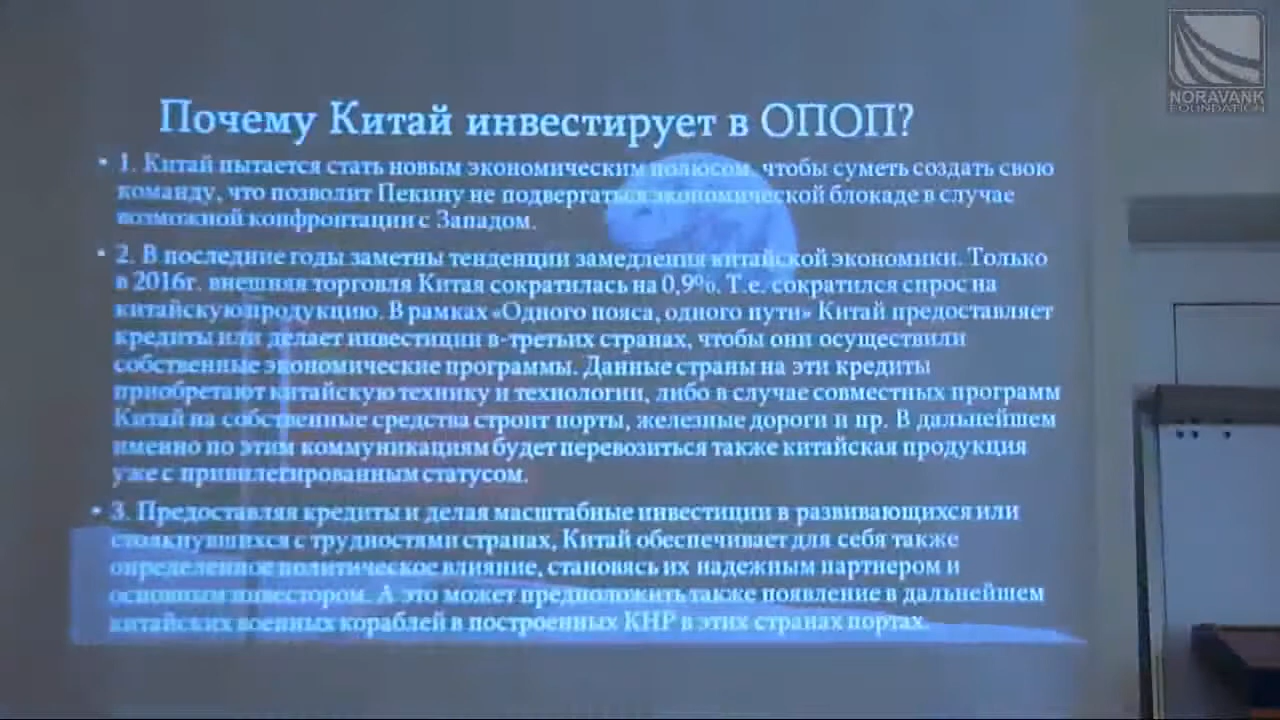 NORAVANK
FOUNDATION
Почему Китай инвестирует в ОПОП?
• 1. Китай пытается стать новым экономическим полюсом, чтобы суметь создать свою
команду, что позволит Пекину не подвергаться экономической блокаде в случае
возможной конфронтации с Западом.
• 2. В последние годы заметны тенденции замедления китайской экономики. Только
в 2016г. внешняя торговля Китая сократилась на 0,9%. Т.е. сократился спрос на
китайскую продукцию. В рамках «Одного пояса, одного пути» Китай предоставляет
кредиты или делает инвестиции в-третьих странах, чтобы они осуществили
собственные экономические программы. Данные страны на эти кредиты
приобретают китайскую технику и технологии, либо в случае совместных программ
Китай на собственные средства строит порты, железные дороги и пр. В дальнейшем
именно по этим коммуникациям будет перевозиться также китайская продукция
уже с привилегированным статусом.
• 3. Предоставляя кредиты и делая масштабные инвестиции в развивающихся или
столкнувшихся с трудностями странах, Китай обеспечивает для себя также
определенное политическое влияние, становясь их надежным партнером и
основным инвестором. А это может предположить также появление в дальнейшем
китайских военных кораблей в построенных КНР в этих странах портах.